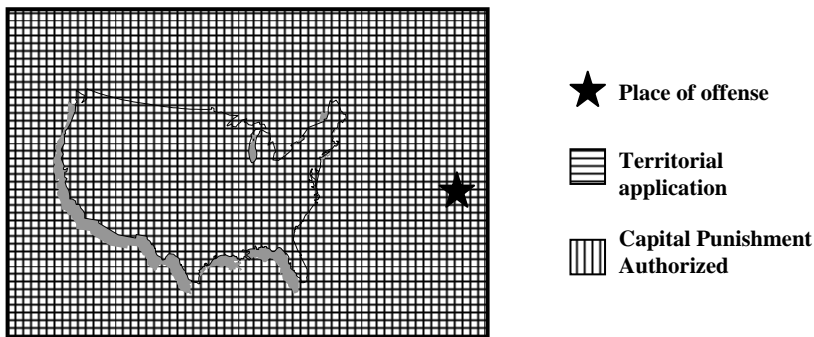 Place of offense
Territorial
application
Capital Punishment
Authorized